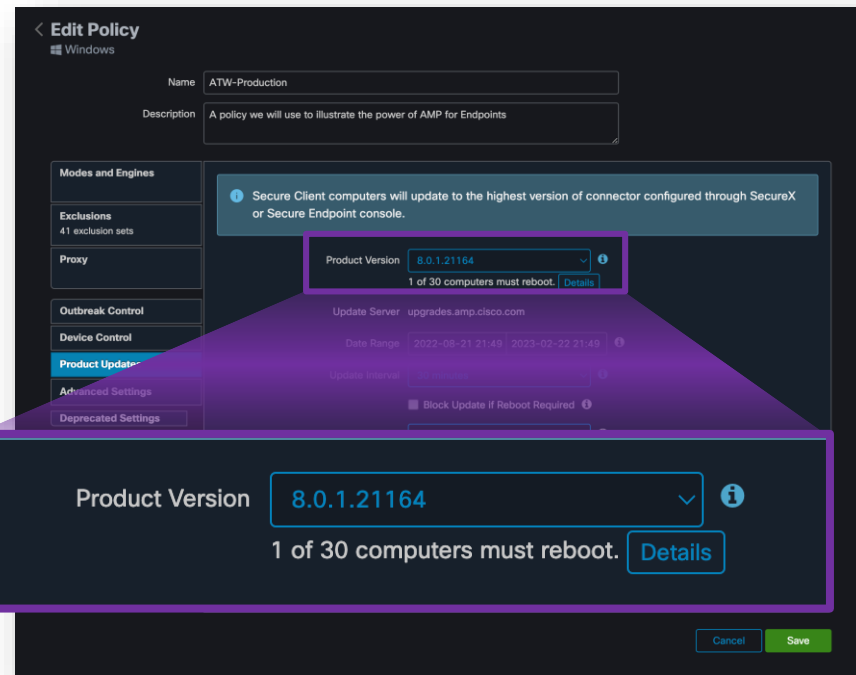 Edit Policy
Windows
Name ATW-Production
Description A policy we will use to illustrate the power of AMP for Endpoints
Modes and Engines
Exclusions
41 exclusion sets
Proxy
Outbreak Control
Device Control
Product Updates
Advanced Settings
Deprecated Settings
Secure Client computers will update to the highest version of connector configured through SecureX
or Secure Endpoint console.
Product Version 8.0.1.21164
1 of 30 computers must reboot. Details
Update Server upgrades.amp.cisco.com
Date Range 2022-08-21 21:49 2023-02-22 21:49
Update Interval
Block Update if Reboot Required
Product Version 8.0.1.21164
1 of 30 computers must reboot. Details
Cancel Save